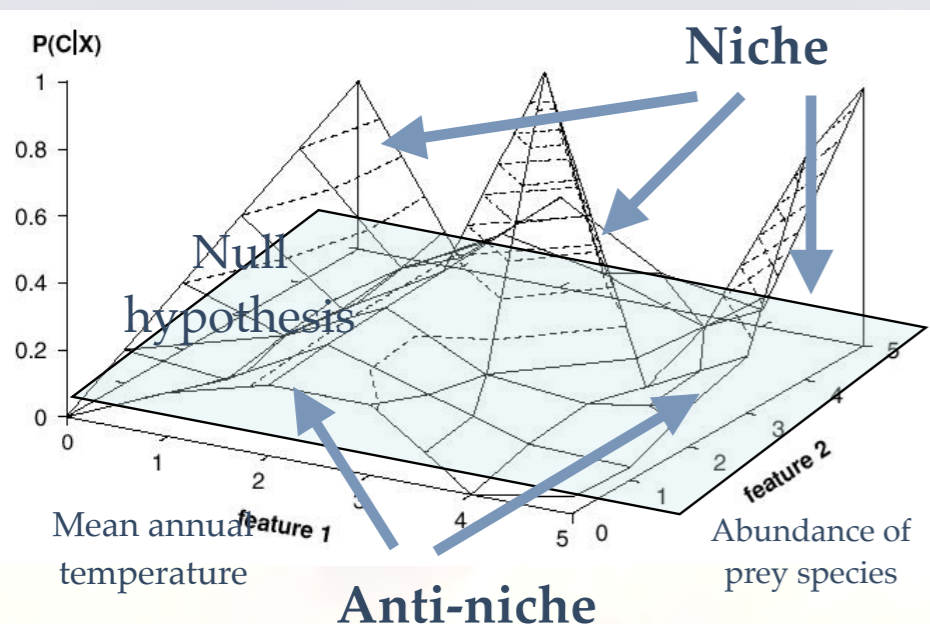 P(C|X)
Niche
1
0.8
0.6
Null
hypothesis
0.4
0.2
0
0
1
2
3
4
5
feature 1
0
1
2
3
4
5
feature 2
Mean annual
temperature
Abundance of
prey species
Anti-niche